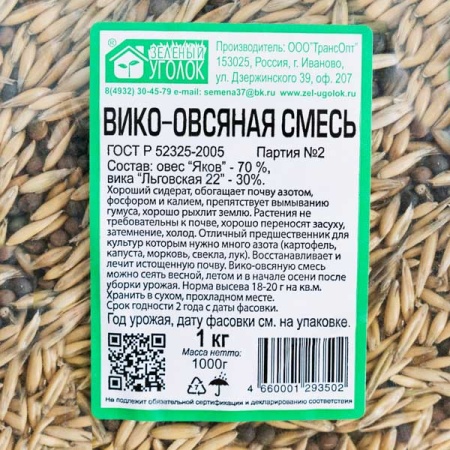 ЗЕЛЕНЫЙ
УГОЛОК
Производитель: ООО"ТрансОпт"
153025, Россия, г. Иваново,
ул. Дзержинского 39, оф. 207
8(4932) 30-45-79 e-mail: semena37@bk.ru www.zel-ugolok.ru
ВИКО-ОВСЯНАЯ СМЕСЬ
ГОСТ Р 52325-2005 Партия №2
Состав: овес "Яков" - 70 %,
вика "Льговская 22" - 30%.
Хороший сидерат, обогащает почву азотом,
фосфором и калием, препятствует вымыванию
гумуса, хорошо рыхлит землю. Растения не
требовательны к почве, хорошо переносят засуху,
затемнение, холод. Отличный предшественник для
культур которым нужно много азота (картофель,
капуста, морковь, свекла, лук). Восстанавливает и
лечит истощенную почву. Вико-овсяную смесь
можно сеять весной, летом и в начале осени после
уборки урожая. Норма высева 18-20 г на кв.м.
Хранить в сухом, прохладном месте.
Срок годности 2 года с даты фасовки.
Год урожая, дату фасовки см. на упаковке.
1 кг
Масса нетто:
1000г
4 660001 293502
Не подлежит обязательной сертификации и декларированию соответствия